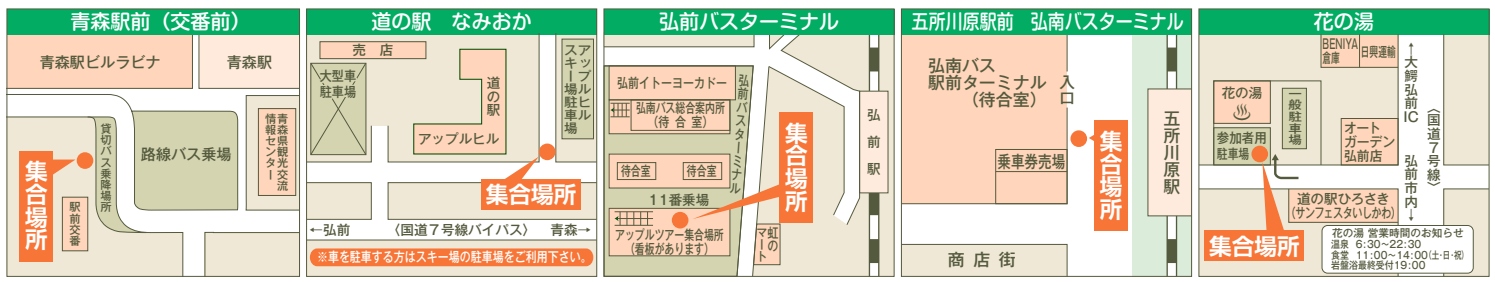 青森駅前（交番前）
青森駅ビルラビナ
青森駅
貸切バス乗降場所
路線バス乗場
青森県観光交流
情報センター
集合場所
駅前交番
道の駅 なみおか
売店
大型車
駐車場
道の駅
アップルヒル
アップルヒル
スキー場駐車場
集合場所
←弘前 〈国道7号線バイパス〉 青森→
※車を駐車する方はスキー場の駐車場をご利用下さい。
弘前バスターミナル
弘前イトーヨーカドー
弘南バス総合案内所
（待合室）
弘前バスターミナル
待合室
待合室
11番乗場
アップルツアー集合場所
（看板があります）
集合場所
虹の
マート
弘前駅
五所川原駅前 弘南バスターミナル
弘南バス
駅前ターミナル
（待合室）
入口
乗車券売場
集合場所
五所川原駅
商店街
花の湯
BENIYA
倉庫
日興運輸
花の湯
一般駐車場
参加者用
駐車場
オート
ガーデン
弘前店
←大鰐弘前IC 弘前市内→
〈国道7号線〉
道の駅ひろさき
（サンフェスタいしかわ）
集合場所
花の湯 営業時間のお知らせ
温泉 6:30〜22:30
食堂 11:00〜14:00(土・日・祝)
岩盤浴最終受付19:00